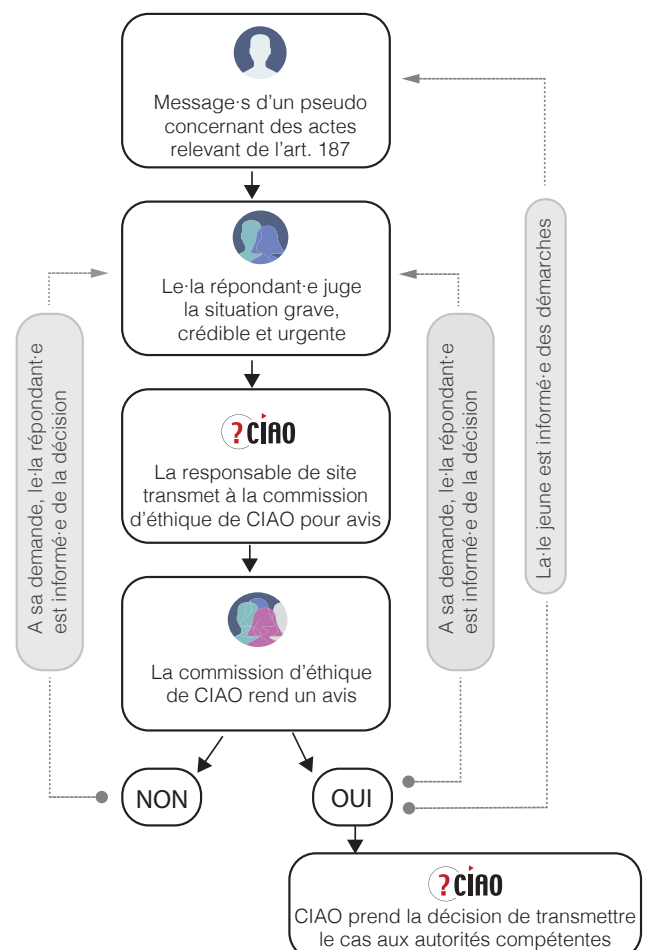 Message·s d'un pseudo
concernant des actes
relevant de l'art. 187
Le·la répondant·e juge
la situation grave,
crédible et urgente
?CIAO
La responsable de site
transmet à la commission
d'éthique de CIAO pour avis
La commission d'éthique
de CIAO rend un avis
NON
OUI
?CIAO
CIAO prend la décision de transmettre
le cas aux autorités compétentes
A sa demande, le·la répondant·e
est informé·e de la décision
A sa demande, le·la répondant·e
est informé·e de la décision
La·le jeune est informé·e des démarches